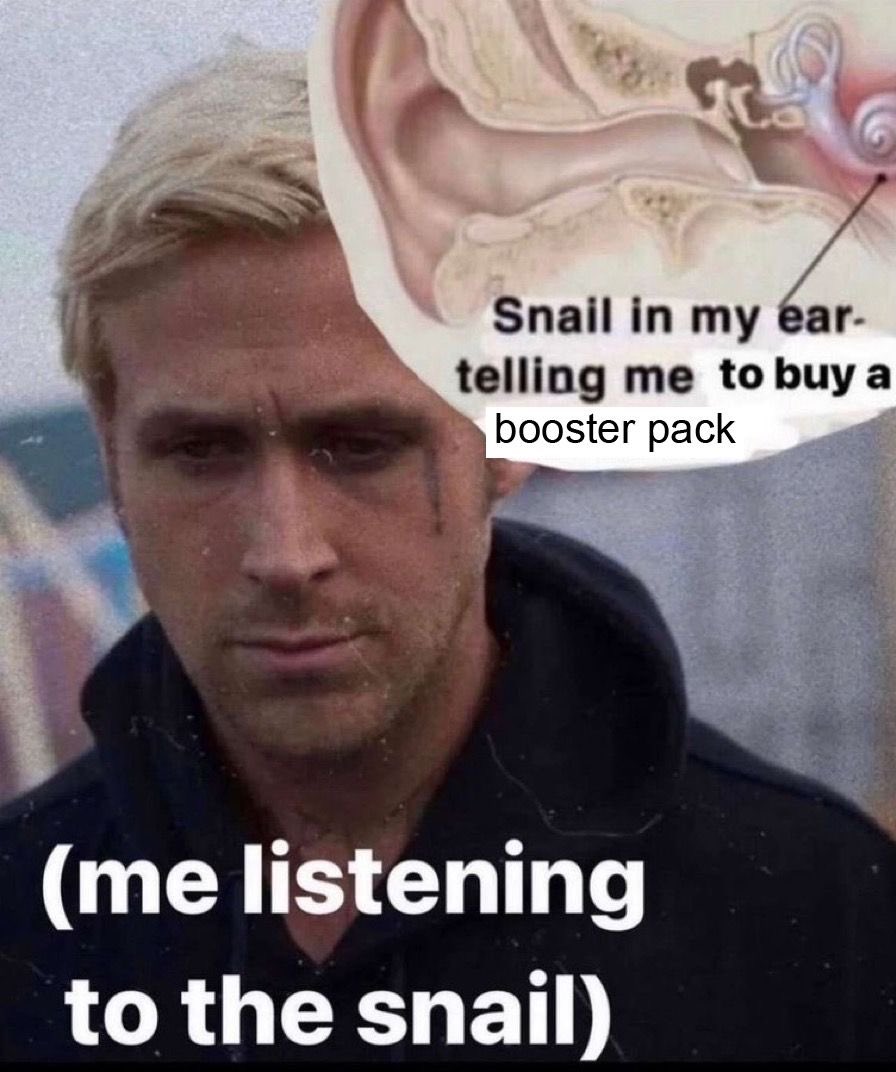 Snail in my ear-
telling me to buy a
booster pack
(me listening
to the snail)